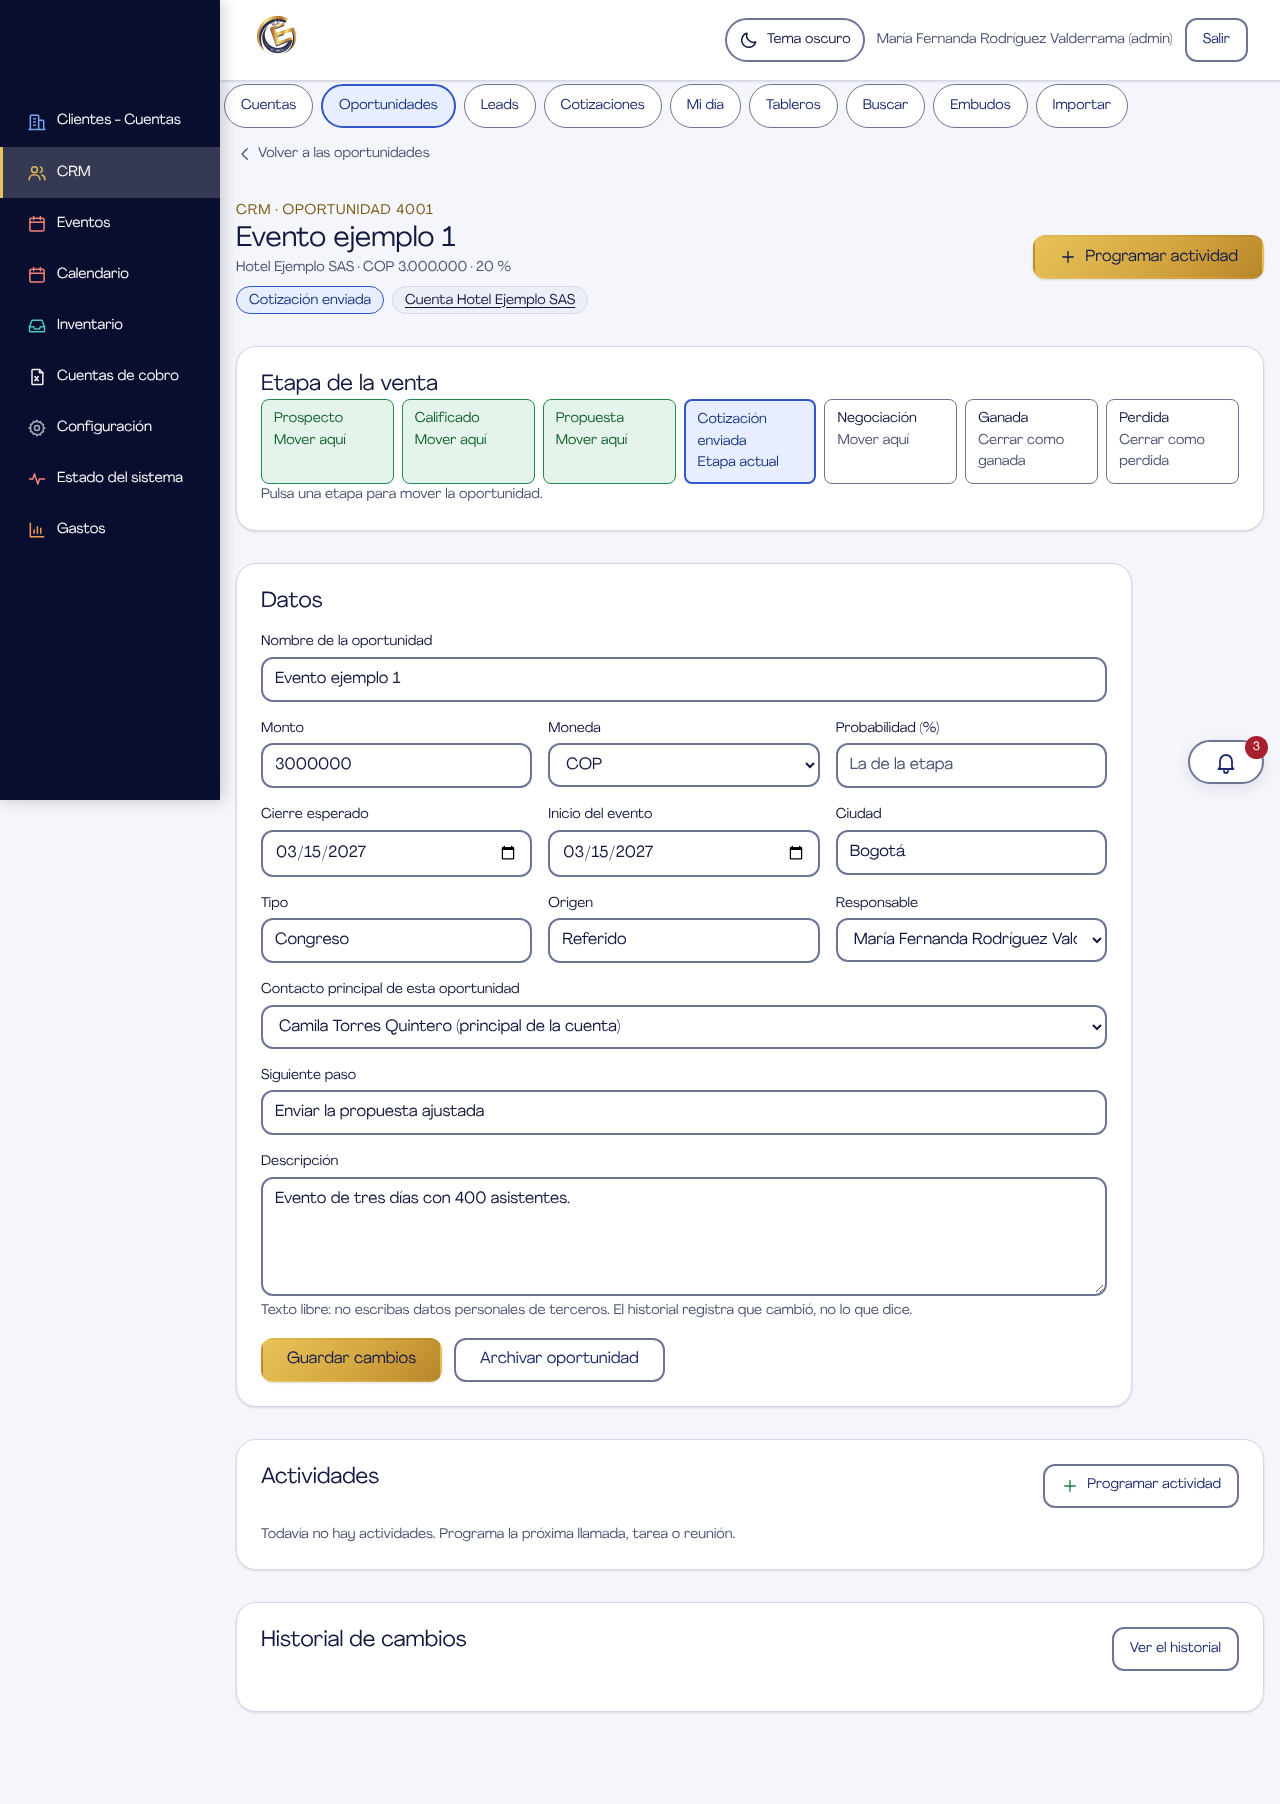 Tema oscuro
María Fernanda Rodríguez Valderrama (admin)
Salir
Clientes - Cuentas
CRM
Eventos
Calendario
Inventario
Cuentas de cobro
Configuración
Estado del sistema
Gastos
Cuentas
Oportunidades
Leads
Cotizaciones
Mi día
Tableros
Buscar
Embudos
Importar
Volver a las oportunidades
CRM · OPORTUNIDAD 4001
Evento ejemplo 1
Hotel Ejemplo SAS · COP 3.000.000 · 20 %
Cotización enviada
Cuenta Hotel Ejemplo SAS
Programar actividad
Etapa de la venta
Prospecto
Mover aquí
Calificado
Mover aquí
Propuesta
Mover aquí
Cotización
enviada
Etapa actual
Negociación
Mover aquí
Ganada
Cerrar como
ganada
Perdida
Cerrar como
perdida
Pulsa una etapa para mover la oportunidad.
Datos
Nombre de la oportunidad
Evento ejemplo 1
Monto
Moneda
Probabilidad (%)
3000000
COP
La de la etapa
Cierre esperado
Inicio del evento
Ciudad
03/15/2027
03/15/2027
Bogotá
Tipo
Origen
Responsable
Congreso
Referido
María Fernanda Rodríguez Valc
Contacto principal de esta oportunidad
Camila Torres Quintero (principal de la cuenta)
Siguiente paso
Enviar la propuesta ajustada
Descripción
Evento de tres días con 400 asistentes.
Texto libre: no escribas datos personales de terceros. El historial registra que cambió, no lo que dice.
Guardar cambios
Archivar oportunidad
3
Actividades
Programar actividad
Todavía no hay actividades. Programa la próxima llamada, tarea o reunión.
Historial de cambios
Ver el historial